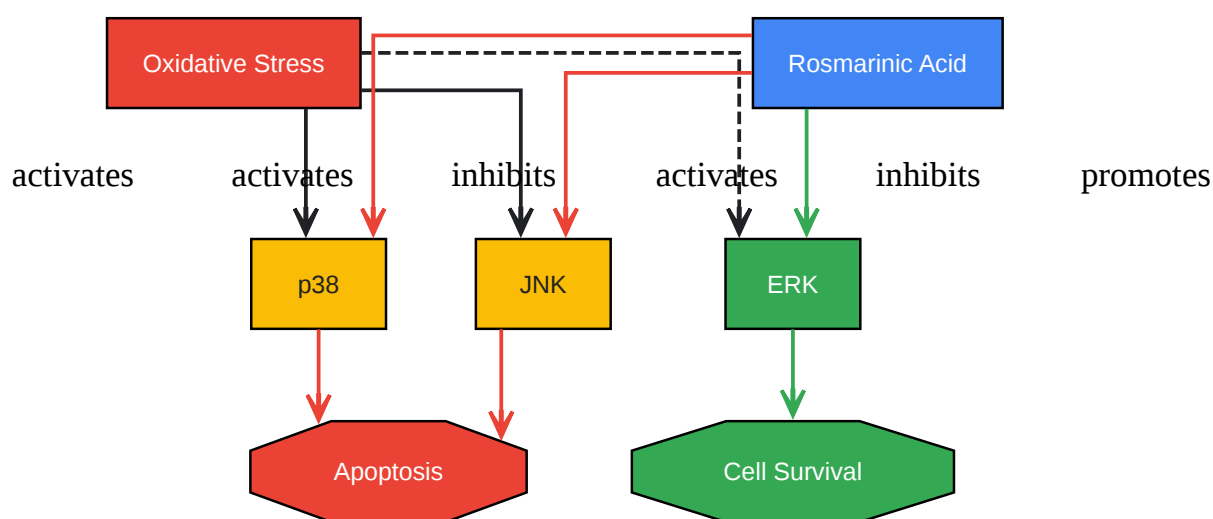 Oxidative Stress
Rosmarinic Acid
activates
activates
inhibits
activates
inhibits
promotes
p38
JNK
ERK
Apoptosis
Cell Survival